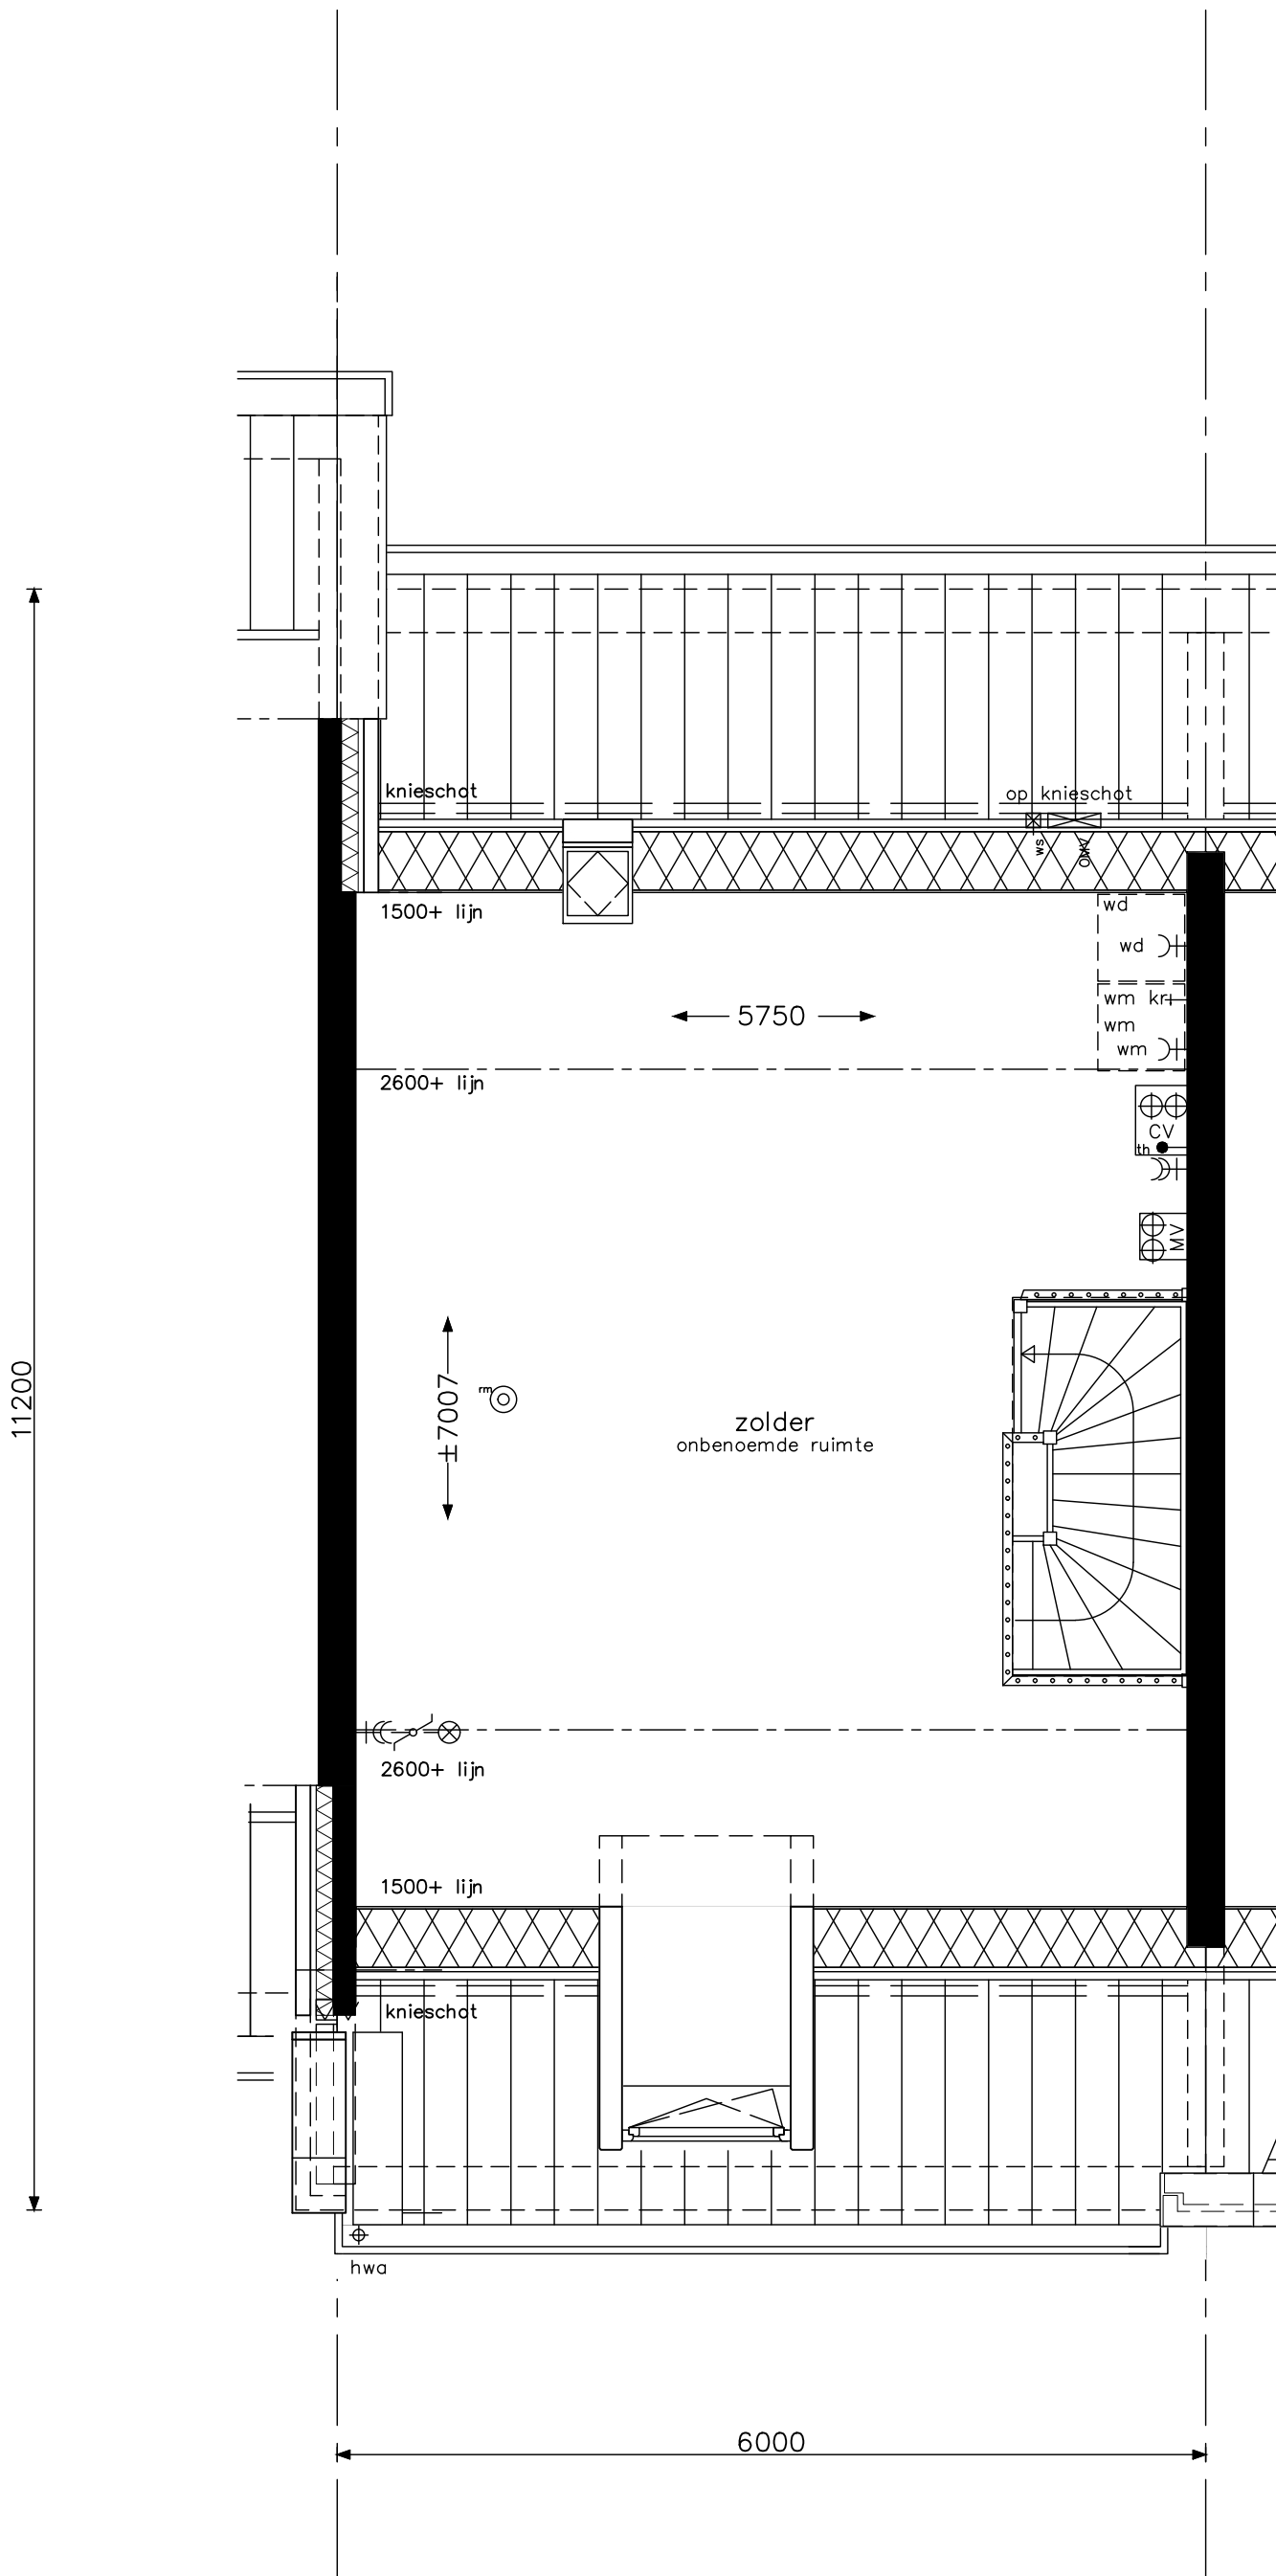 knieschot
op knieschot
ws
OMV
1500+ lijn
wd
wd
5750
wm kr
wm
wm
2600+ lijn
CV
th
MV
11200
±7007
rm
zolder
onbenoemde ruimte
2600+ lijn
1500+ lijn
knieschot
hwa
6000